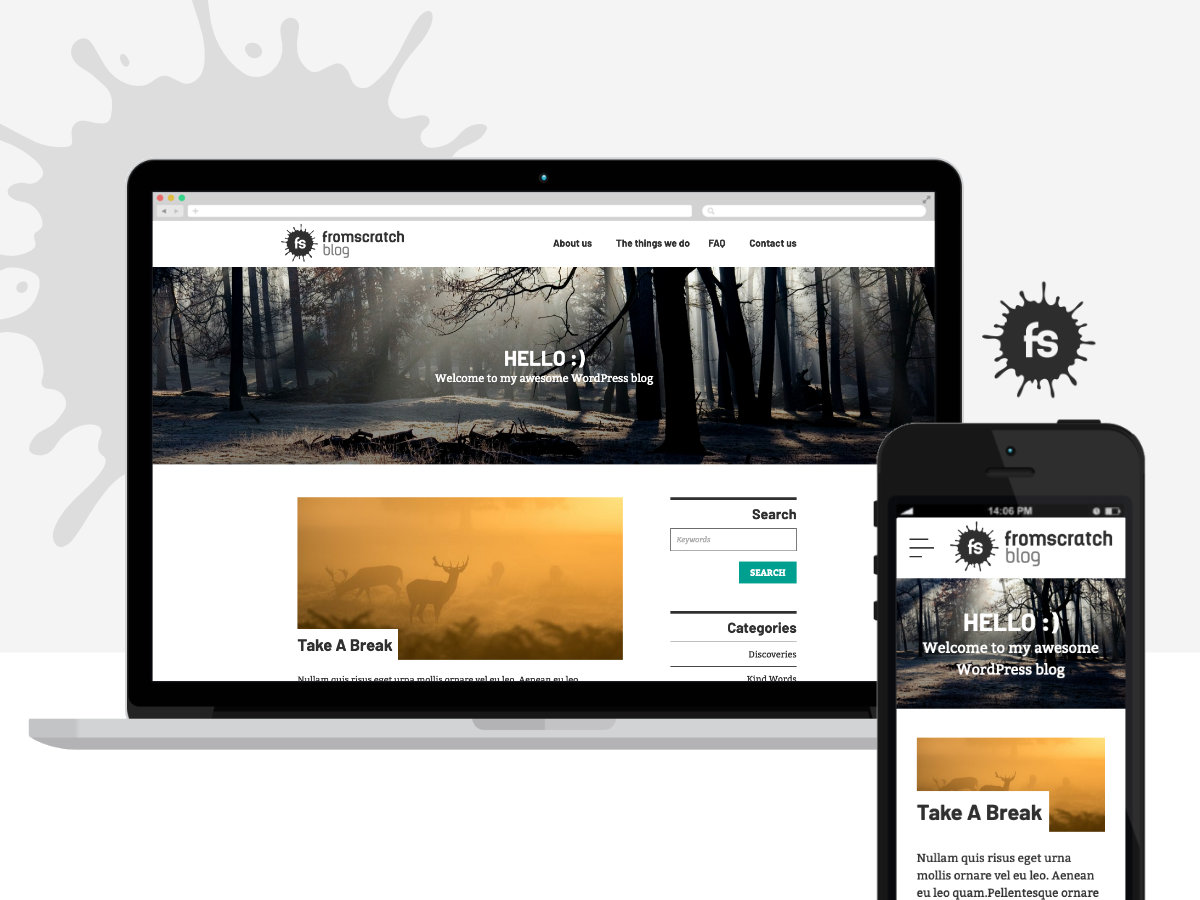 fs
fromscratch
blog
About us
The things we do
FAQ
Contact us
HELLO :)
Welcome to my awesome WordPress blog
Take A Break
Nullam quis risus eget urna mollis ornare vel eu leo. Aenean eu leo
Search
Keywords
SEARCH
Categories
Discoveries
Kind Words
fs
14:06 PM
fs
fromscratch
blog
HELLO :)
Welcome to my awesome
WordPress blog
Take A Break
Nullam quis risus eget urna
mollis ornare vel eu leo. Aenean
eu leo quam.Pellentesque ornare